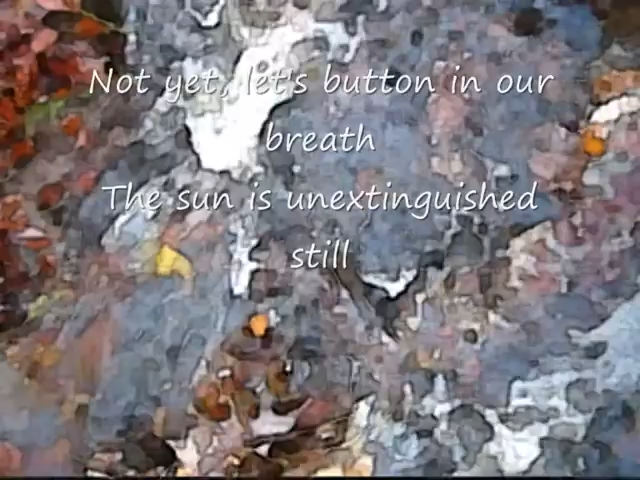 Not yet, let's button in our
breath
The sun is unextinguished
still